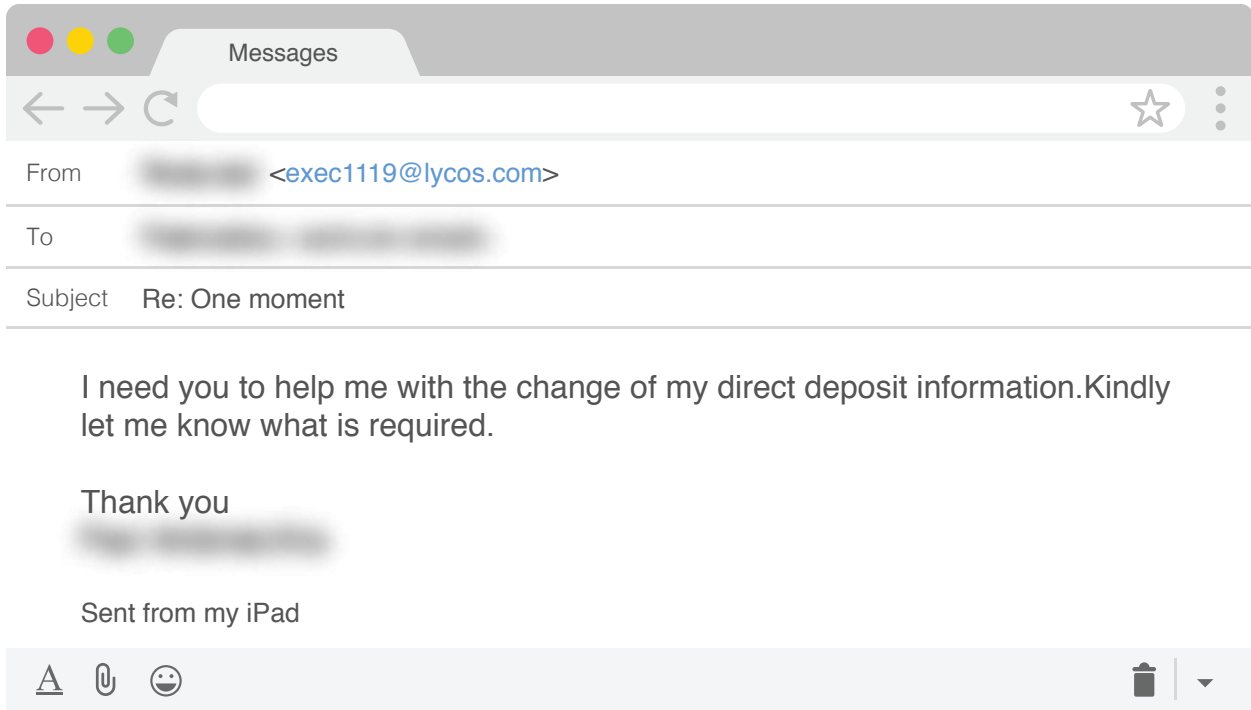 Messages
From <exec1119@lycos.com>
To
Subject Re: One moment
I need you to help me with the change of my direct deposit information.Kindly
let me know what is required.
Thank you
Sent from my iPad
A